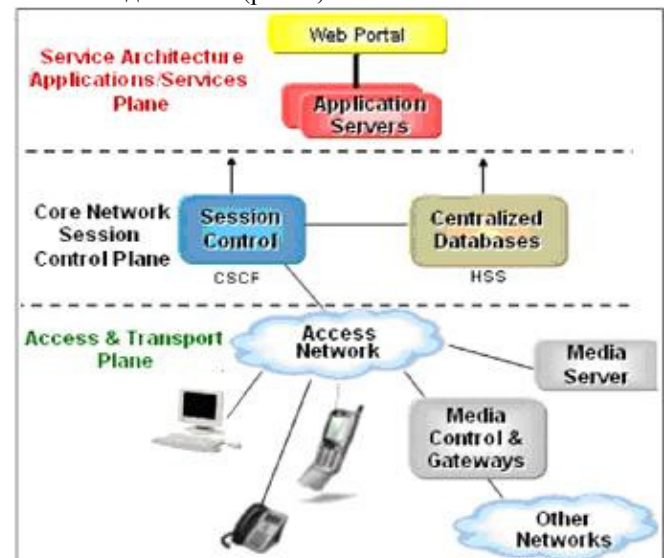 Web Portal
Service Architecture
Applications/Services
Plane
Application
Servers
Core Network
Session
Control Plane
Session
Control
CSCF
Centralized
Databases
HSS
Access & Transport
Plane
Access
Network
Media
Server
Media
Control &
Gateways
Other
Networks